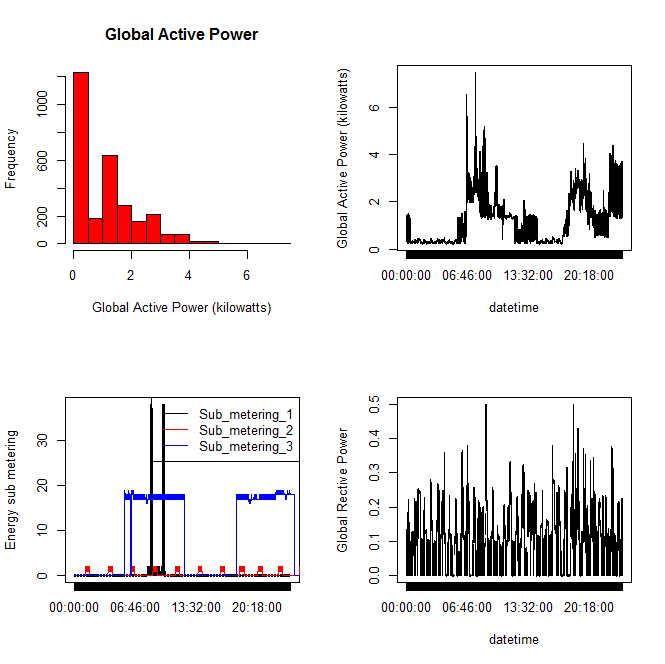 Global Active Power
Frequency
0 200 600 1000
0 2 4 6
Global Active Power (kilowatts)
Global Active Power (kilowatts)
0 2 4 6
00:00:00 06:46:00 13:32:00 20:18:00
datetime
Energy sub metering
0 10 20 30
Sub_metering_1
Sub_metering_2
Sub_metering_3
00:00:00 06:46:00 13:32:00 20:18:00
Global Rective Power
0.0 0.1 0.2 0.3 0.4 0.5
00:00:00 06:46:00 13:32:00 20:18:00
datetime